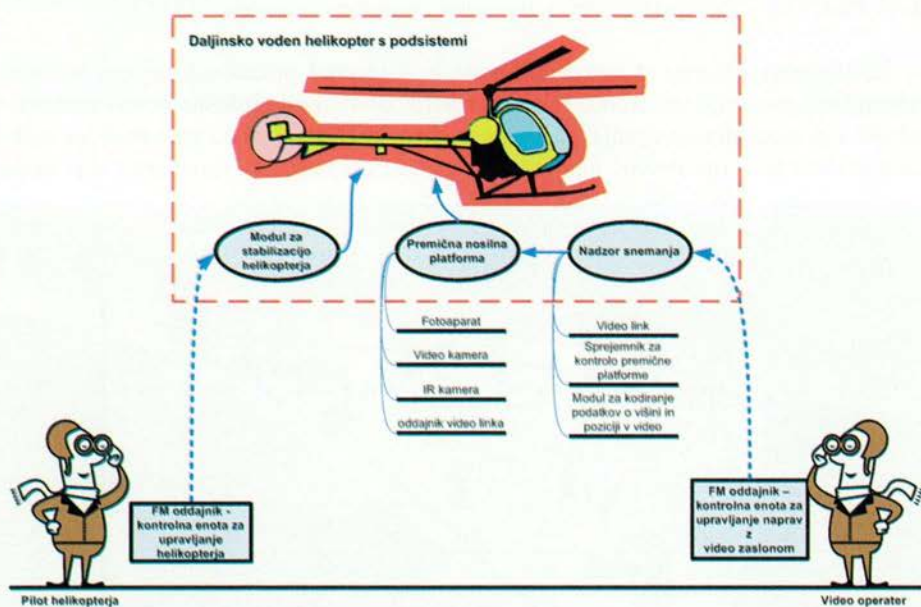 Daljinsko voden helikopter s podsistemi
Modul za
stabilizacijo
helikopterja
Premična nosilna
platforma
Nadzor snemanja
Fotoaparat
Video kamera
IR kamera
oddajnik video linka
Video link
Sprejemnik za
kontrolo premične
platforme
Modul za kodiranje
podatkov o višini in
poziciji v video
FM oddajnik -
kontrolna enota za
upravljanje
helikopterja
FM oddajnik –
kontrolna enota za
upravljanje naprav
z
video zaslonom
Pilot helikopterja
Video operater